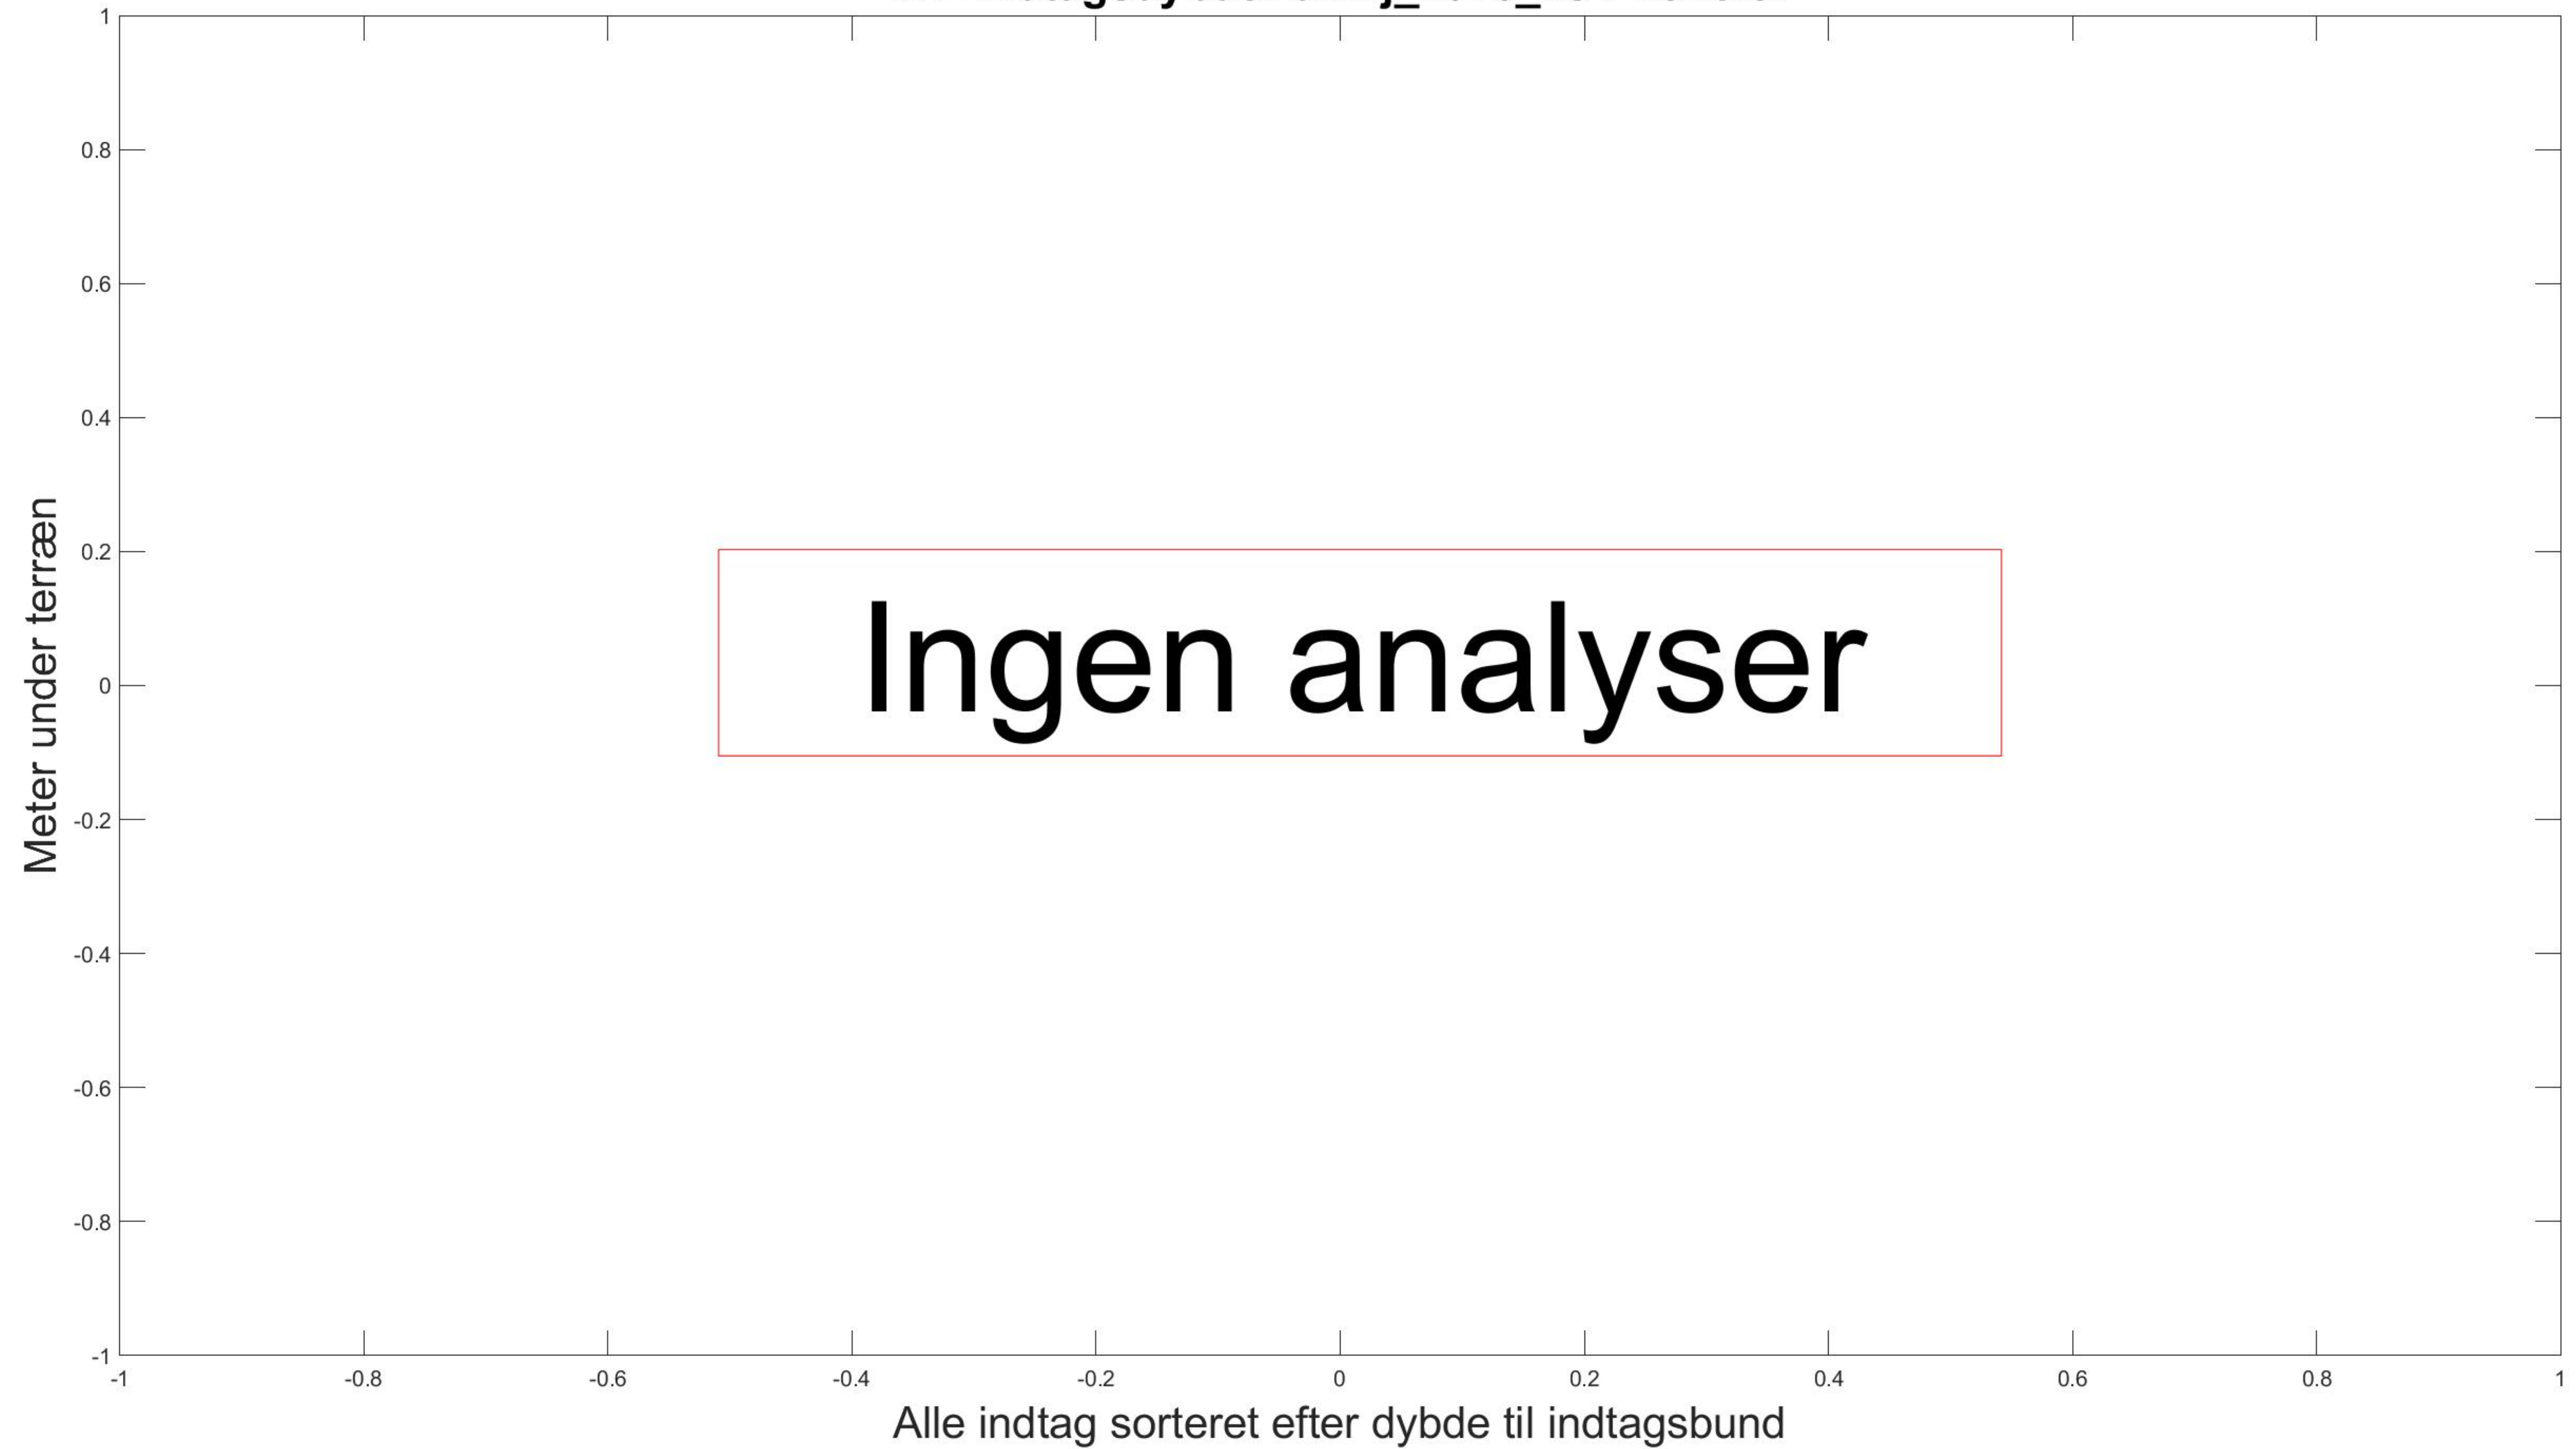 1
0.8
0.6
0.4
0.2
0
-0.2
-0.4
-0.6
-0.8
-1
Meter under terræn
Ingen analyser
-1 -0.8 -0.6 -0.4 -0.2 0 0.2 0.4 0.6 0.8 1
Alle indtag sorteret efter dybde til indtagsbund